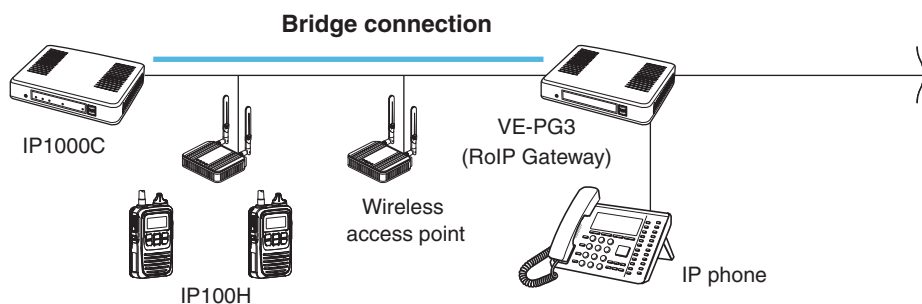 Bridge connection
IP1000C
VE-PG3
(RoIP Gateway)
Wireless
access point
IP100H
IP phone